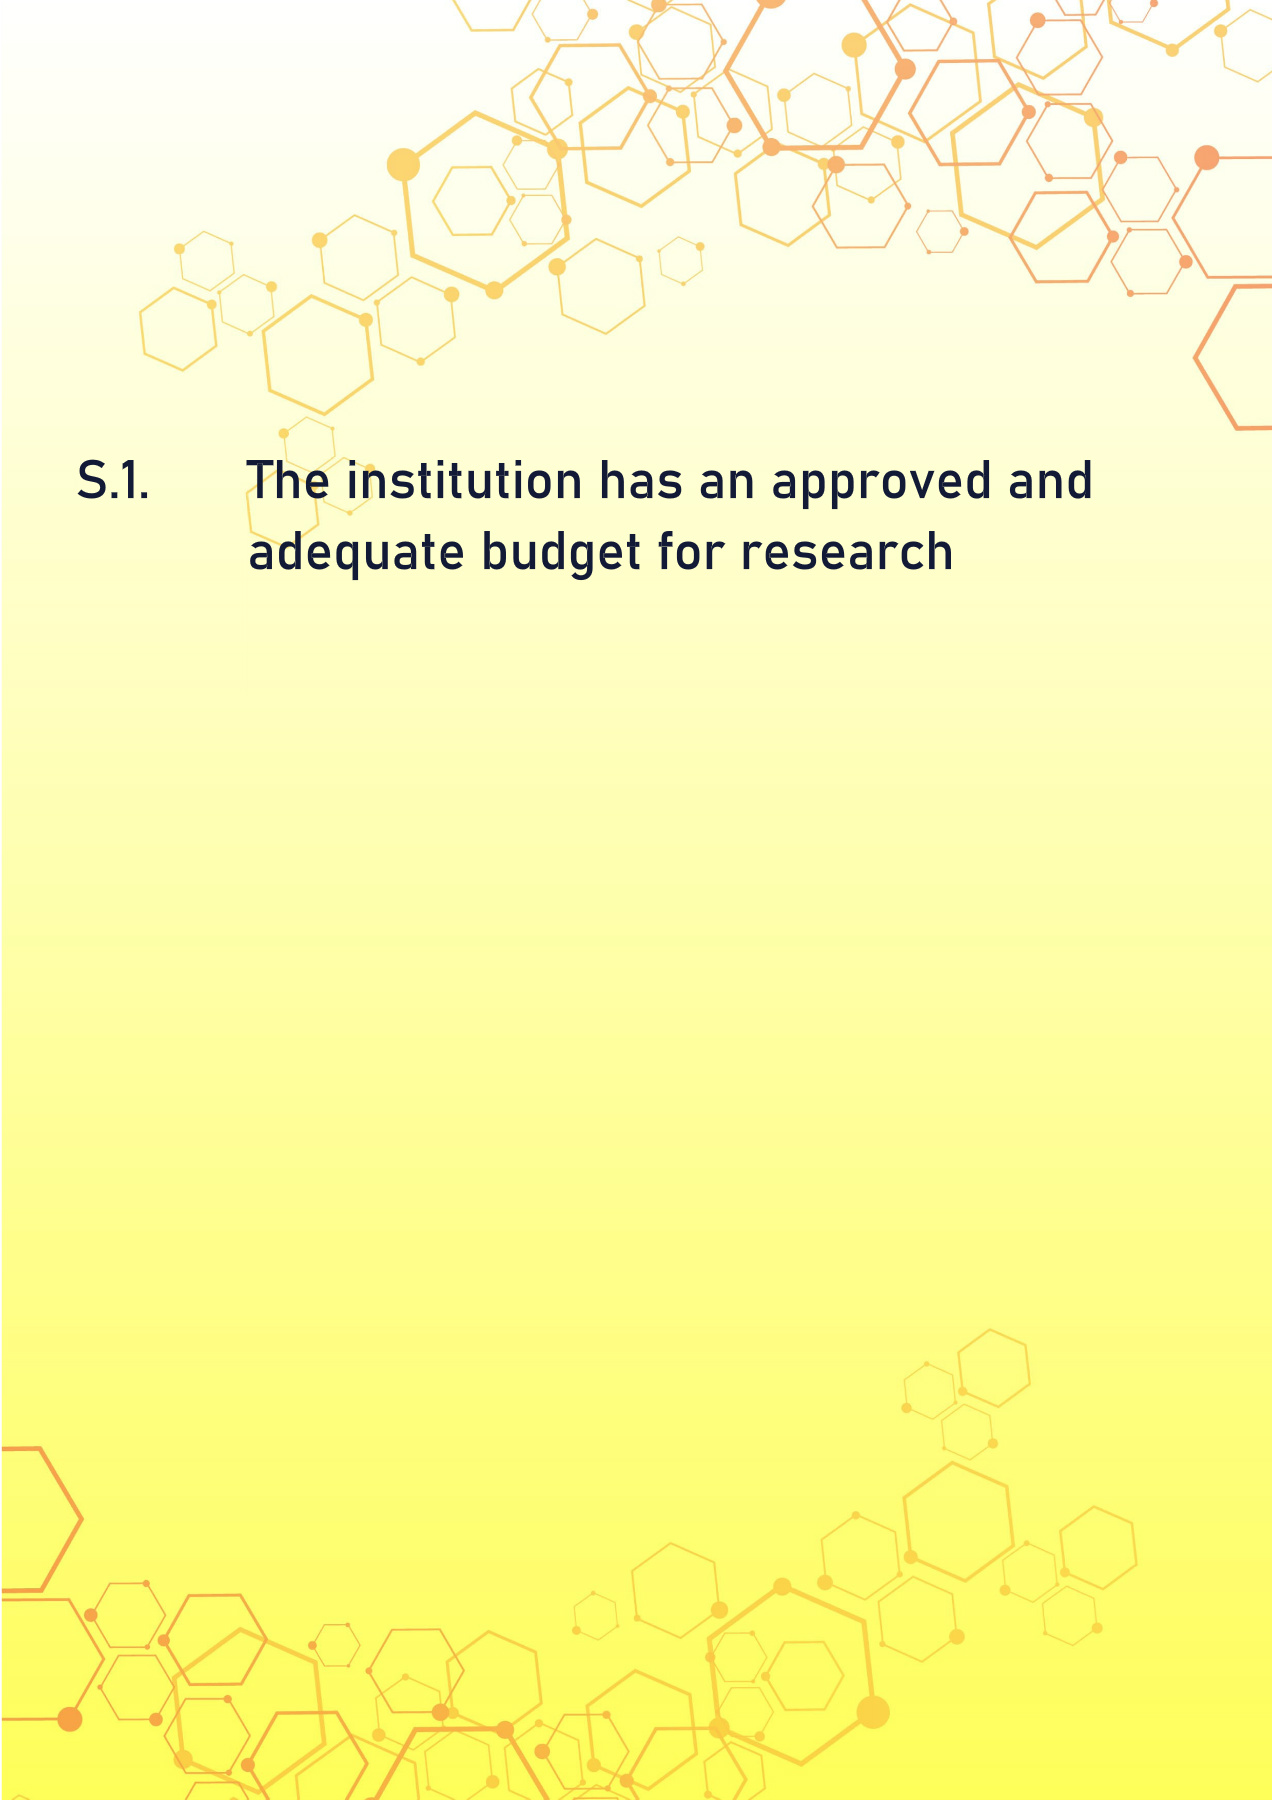 S.1. The institution has an approved and
adequate budget for research